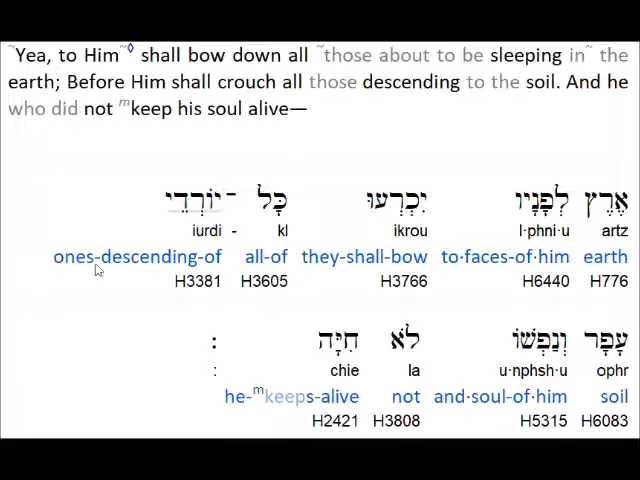 ~Yea, to Him~◊ shall bow down all ~those about to be sleeping in~ the
earth; Before Him shall crouch all those descending to the soil. And he
who did not ᵐkeep his soul alive—
אֶרֶץ לְפָנָיו יִכְרְעוּ כָּל ־ יוֹרְדֵי
iurdi - kl ikrou l·phni·u artz
ones-descending-of all-of they-shall-bow to·faces-of·him earth
H3381 H3605 H3766 H6440 H776
עָפָר וְנַפְשׁוֹ לֹא חִיָּה :
: chie la u·nphsh·u ophr
he-ᵐkeeps-alive not and·soul-of·him soil
H2421 H3808 H5315 H6083